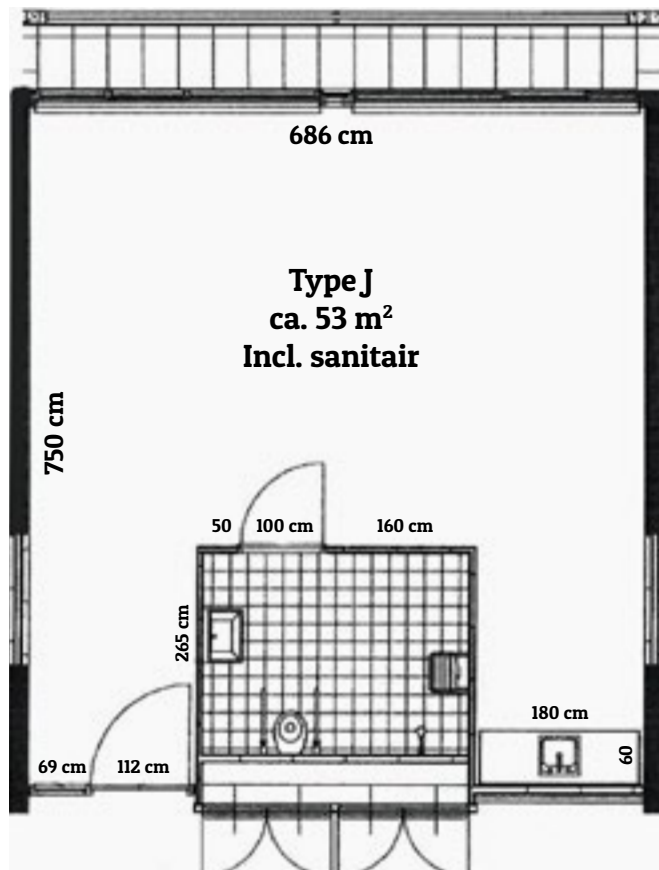 686 cm
Type J
ca. 53 m²
Incl. sanitair
750 cm
50
100 cm
160 cm
265 cm
180 cm
69 cm
112 cm
60